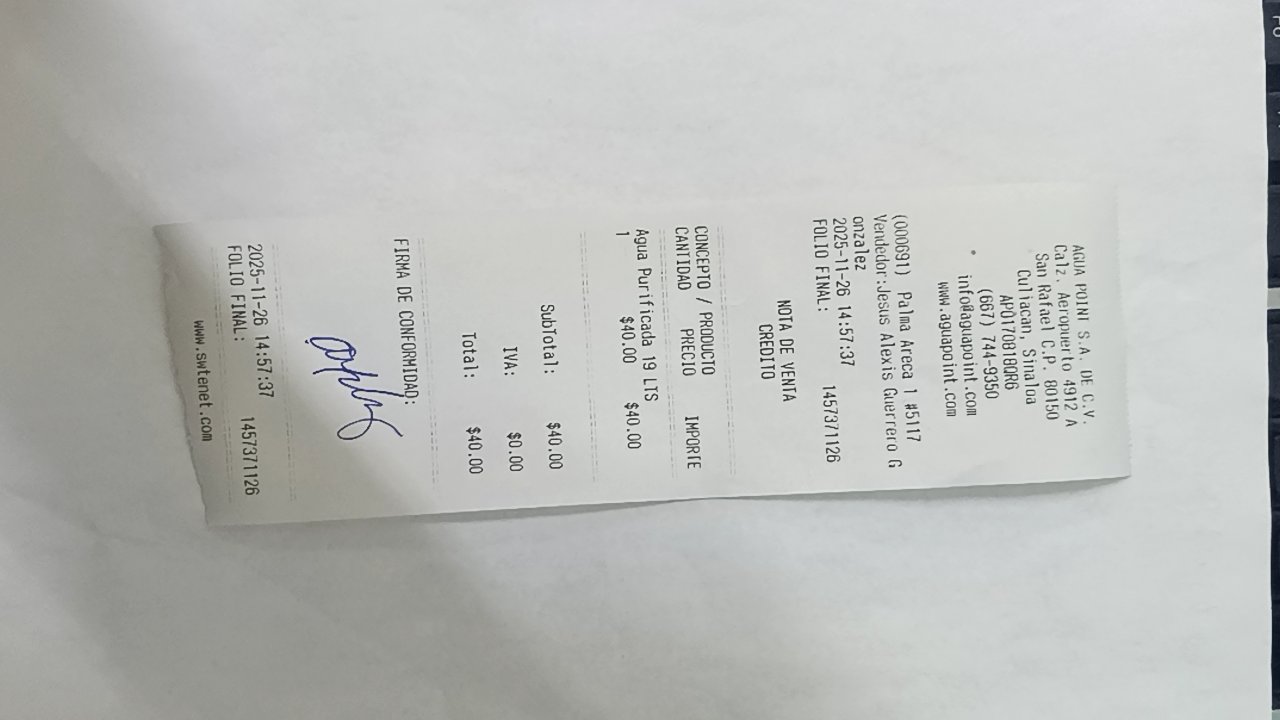 AGUA POINT S.A. DE C.V.
Calz. Aeropuerto 4912 A
San Rafael C.P. 80150
Culiacan, Sinaloa
APO170818QR6
(667) 744-9350
info@aguapoint.com
www.aguapoint.com
(000691) Palma Areca 1 #5117
Vendedor:Jesus Alexis Guerrero G
onzalez
2025-11-26 14:57:37
FOLIO FINAL: 1457371126
NOTA DE VENTA
CREDITO
CONCEPTO / PRODUCTO
CANTIDAD PRECIO IMPORTE
Agua Purificada 19 LTS
1 $40.00 $40.00
SubTotal: $40.00
IVA: $0.00
Total: $40.00
FIRMA DE CONFORMIDAD:
2025-11-26 14:57:37
FOLIO FINAL: 1457371126
www.swtenet.com